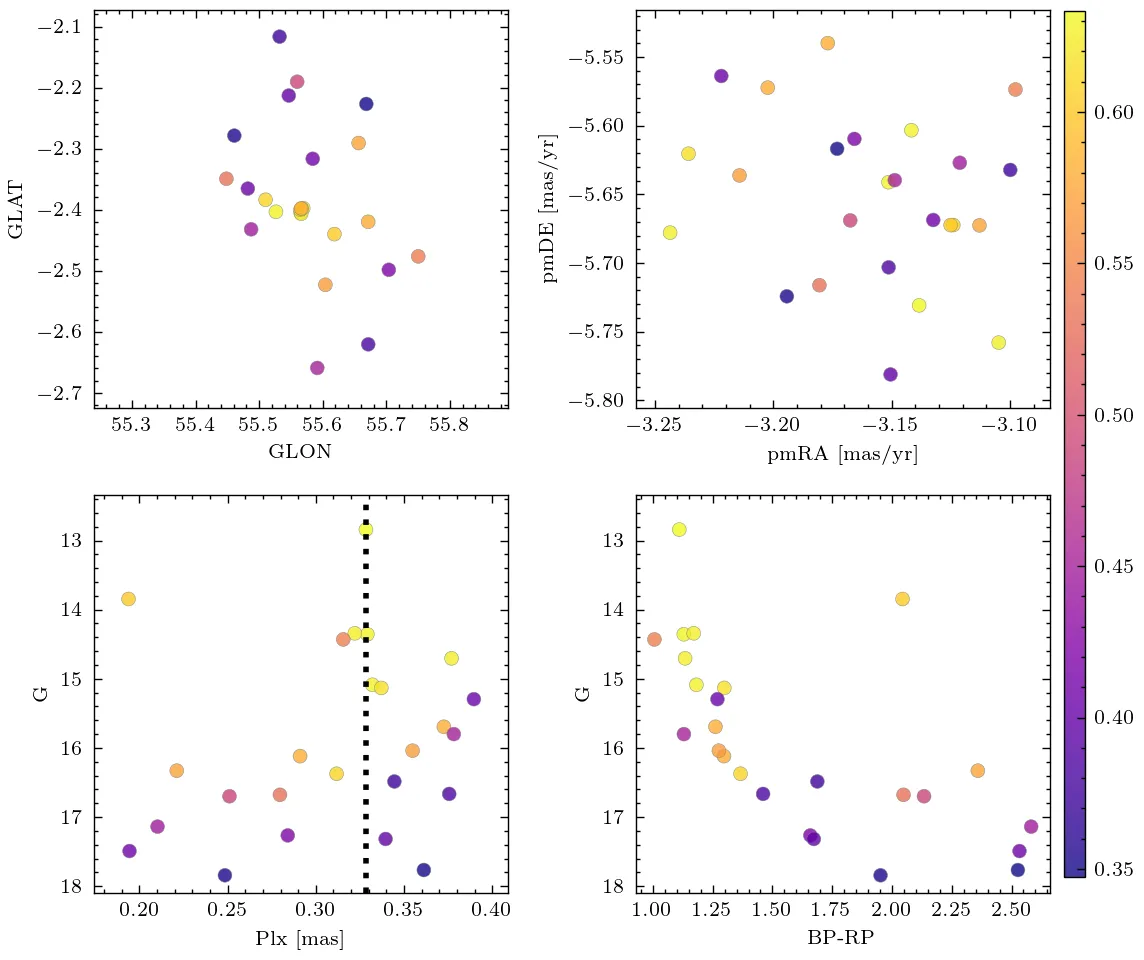 −2.1
−2.2
−2.3
−2.4
−2.5
−2.6
−2.7
GLAT
55.3 55.4 55.5 55.6 55.7 55.8
GLON
−5.55
−5.60
−5.65
−5.70
−5.75
−5.80
pmDE [mas/yr]
−3.25 −3.20 −3.15 −3.10
pmRA [mas/yr]
0.60
0.55
0.50
0.45
0.40
0.35
13
14
15
16
17
18
G
0.20 0.25 0.30 0.35 0.40
Plx [mas]
13
14
15
16
17
18
G
1.00 1.25 1.50 1.75 2.00 2.25 2.50
BP-RP